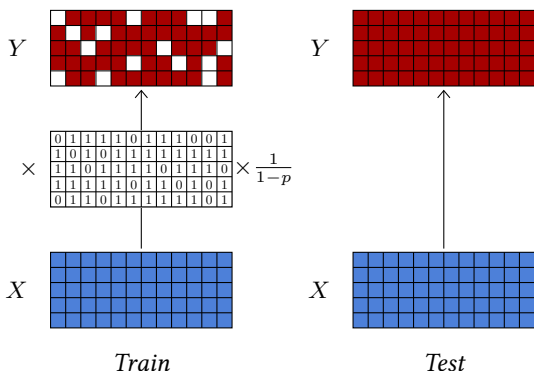 Y Y
0 1 1 1 1 0 1 1 1 0 0 1
1 0 1 0 1 1 1 1 1 1 1 1
× 1 1 0 1 1 1 1 0 1 1 1 0 × 1/(1−p)
1 1 1 1 1 0 1 1 0 1 0 1
0 1 1 0 1 1 1 1 1 1 0 1
X X
Train Test